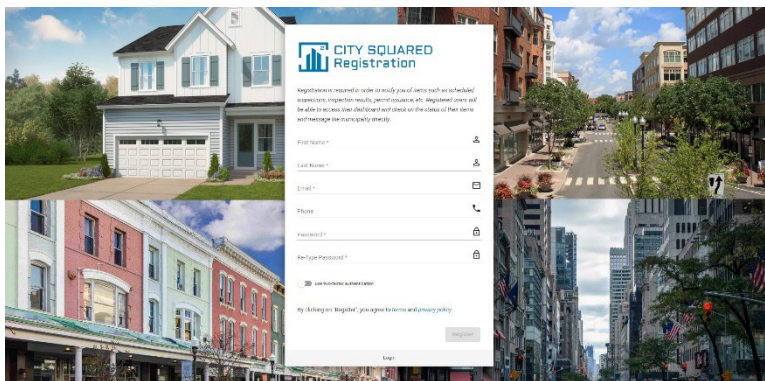 CITY SQUARED
Registration
Registration is required in order to notify you of items such as scheduled
inspections, inspection results, permit issuance, etc. Registered users will
be able to access their dashboard and check on the status of their items
and message the municipality directly.
First Name *
Last Name *
Email *
Phone
Password *
Re-Type Password *
Use two-factor authentication
By clicking on "Register", you agree to terms and privacy policy
Register
Login